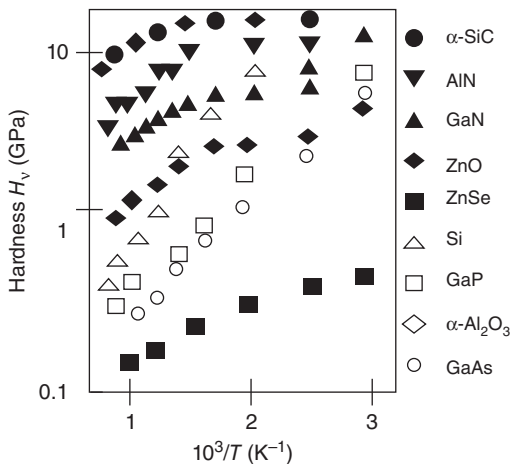 10
1
0.1
Hardness Hν (GPa)
1
2
3
10³/T (K⁻¹)
α-SiC
AlN
GaN
ZnO
ZnSe
Si
GaP
α-Al₂O₃
GaAs